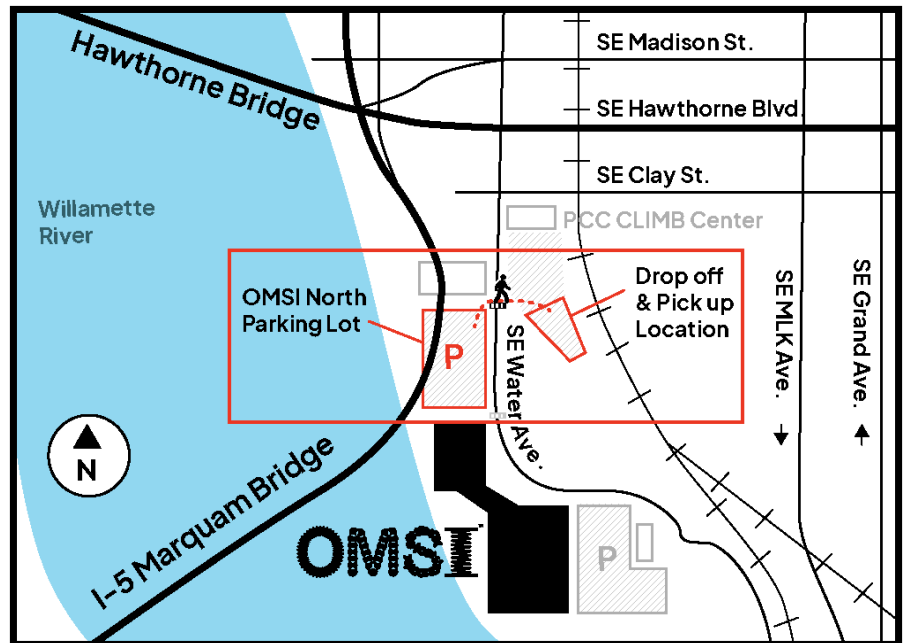 Hawthorne Bridge
SE Madison St.
SE Hawthorne Blvd.
SE Clay St.
Willamette
River
PCC CLIMB Center
OMSI North
Parking Lot
Drop off
& Pick up
Location
P
SE Water Ave.
SE MLK Ave.
SE Grand Ave.
N
I-5 Marquam Bridge
OMSI
P